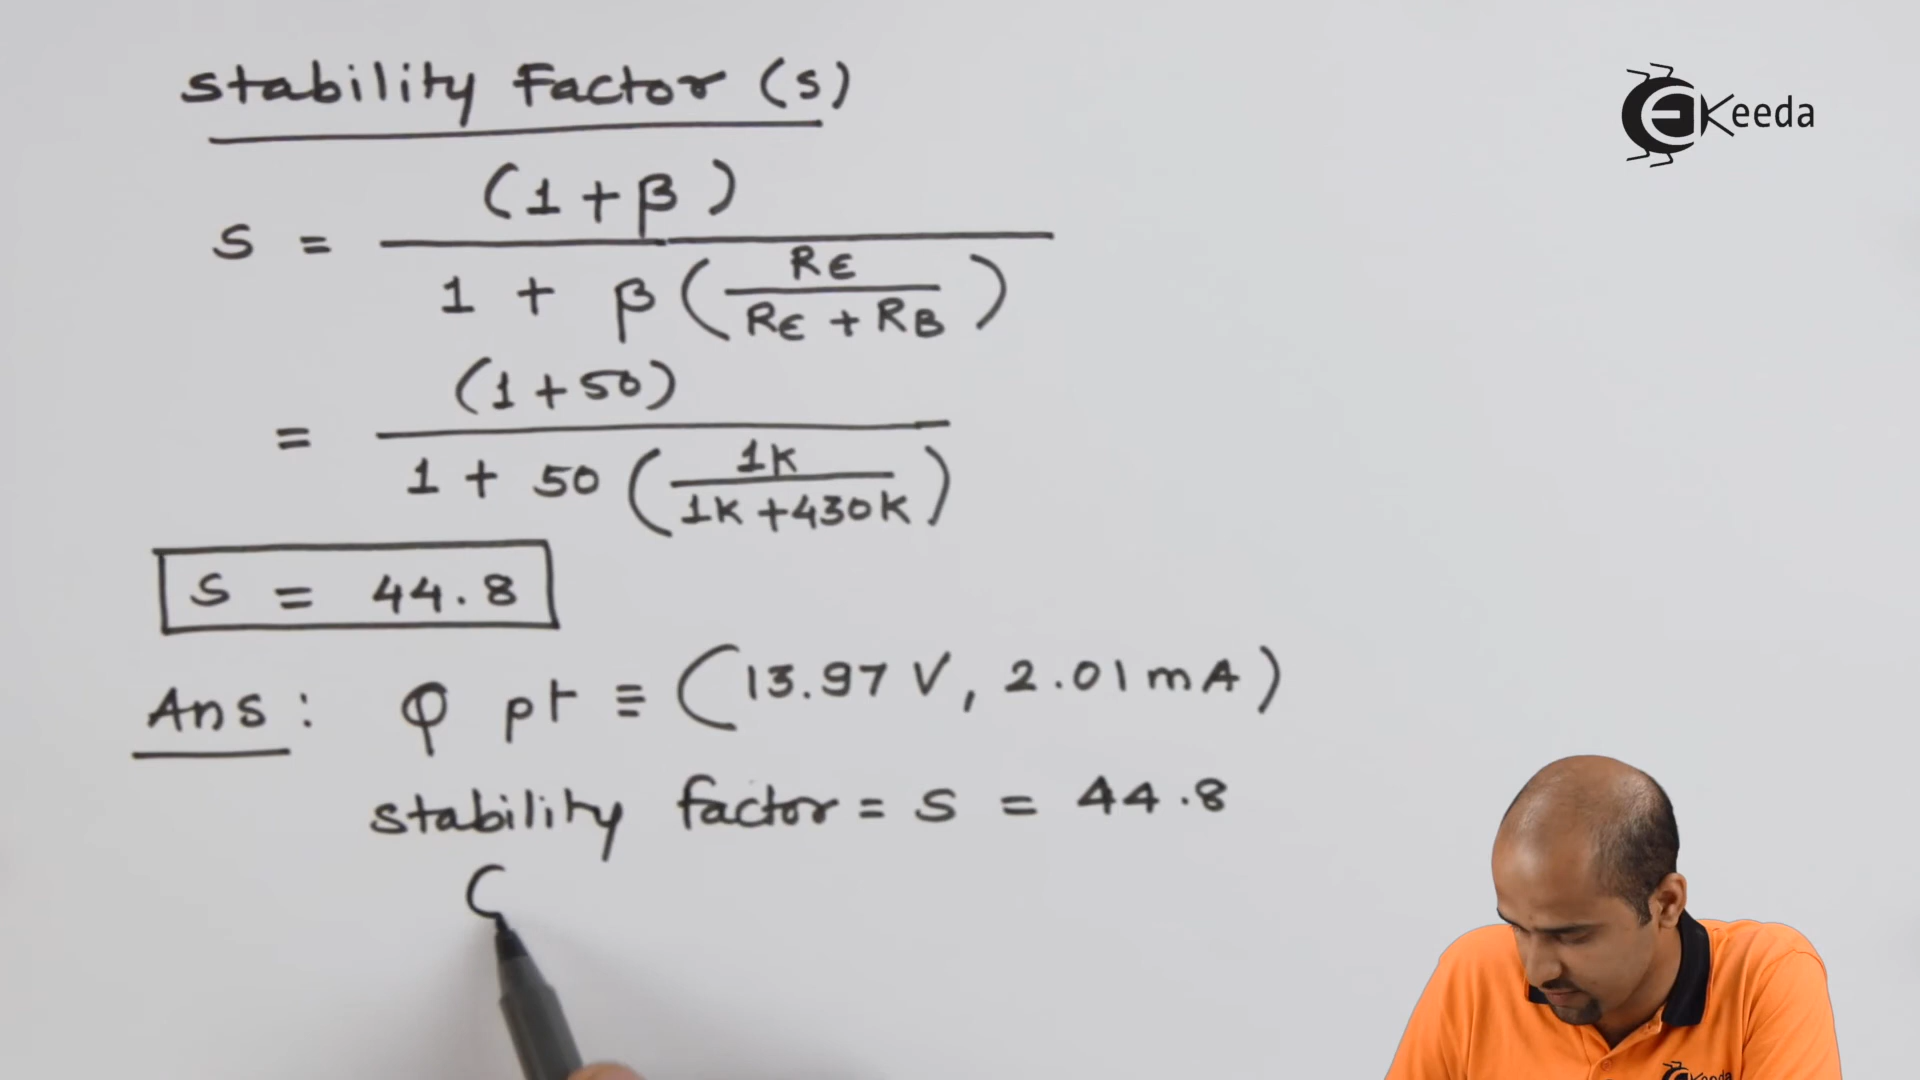 Stability Factor (s)
EKeeda
S = (1+β) / 1 + β (RE / RE + RB)
= (1+50) / 1 + 50 (1K / 1K+430K)
S = 44.8
Ans : Q pt ≡ (13.97 V, 2.01 mA)
stability factor = S = 44.8
C
Keeda